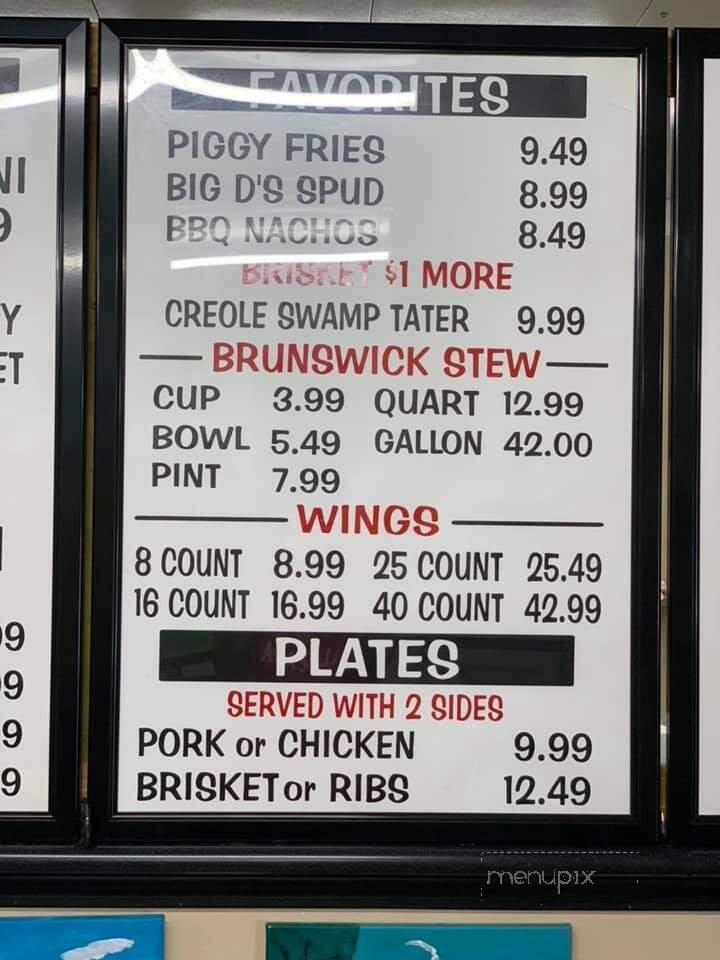 FAVORITES
PIGGY FRIES 9.49
BIG D'S SPUD 8.99
BBQ NACHOS 8.49
BRISKET $1 MORE
CREOLE SWAMP TATER 9.99
BRUNSWICK STEW
CUP 3.99 QUART 12.99
BOWL 5.49 GALLON 42.00
PINT 7.99
WINGS
8 COUNT 8.99 25 COUNT 25.49
16 COUNT 16.99 40 COUNT 42.99
PLATES
SERVED WITH 2 SIDES
PORK or CHICKEN 9.99
BRISKET or RIBS 12.49
menupix